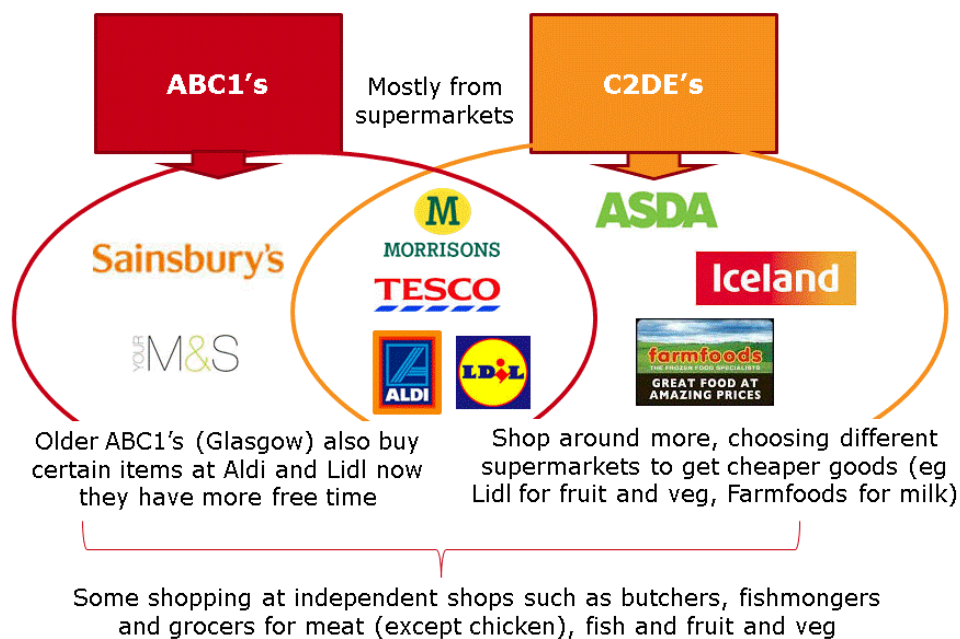 ABC1's
Mostly from
supermarkets
C2DE's
Sainsbury's
YOUR M&S
M
MORRISONS
TESCO
ALDI
LIDL
ASDA
Iceland
farmfoods
THE FROZEN FOOD SPECIALISTS
GREAT FOOD AT
AMAZING PRICES
Older ABC1's (Glasgow) also buy
certain items at Aldi and Lidl now
they have more free time
Shop around more, choosing different
supermarkets to get cheaper goods (eg
Lidl for fruit and veg, Farmfoods for milk)
Some shopping at independent shops such as butchers, fishmongers
and grocers for meat (except chicken), fish and fruit and veg